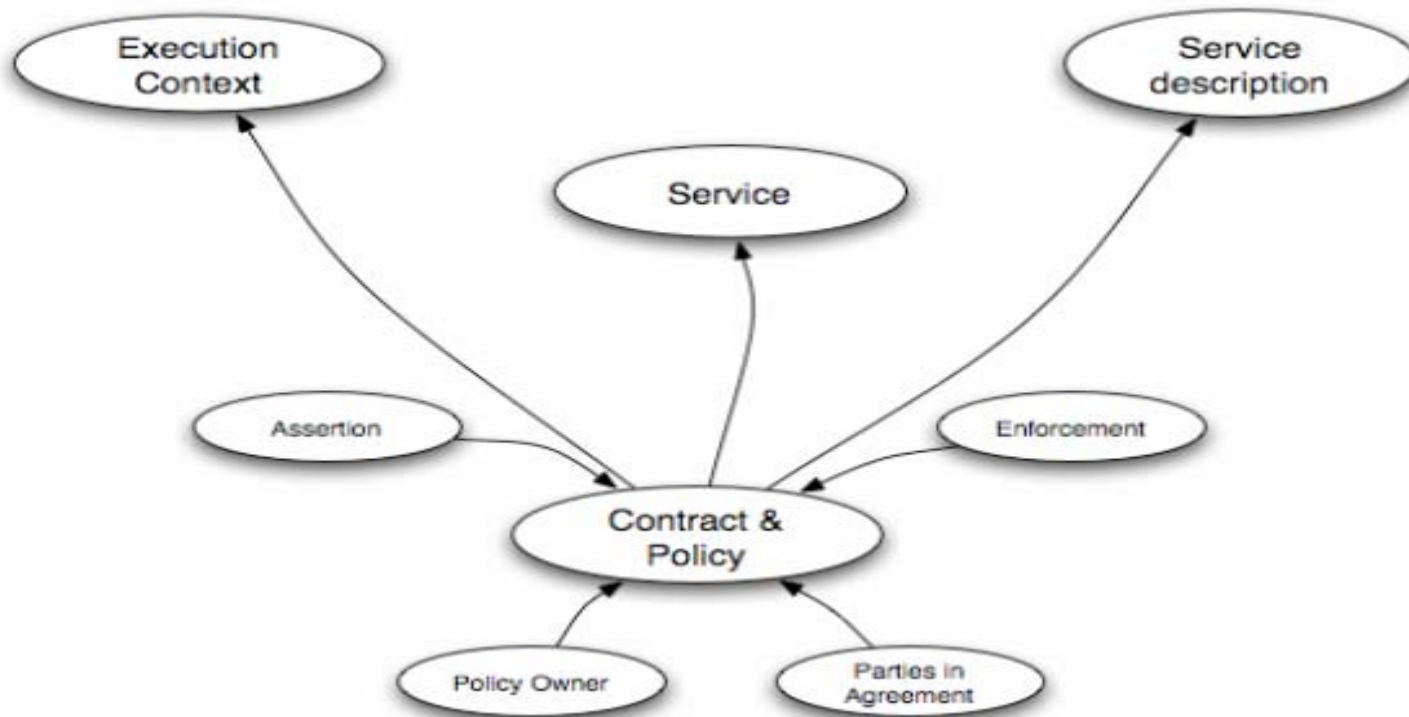 Execution
Context
Service
description
Service
Assertion
Enforcement
Contract &
Policy
Policy Owner
Parties in
Agreement